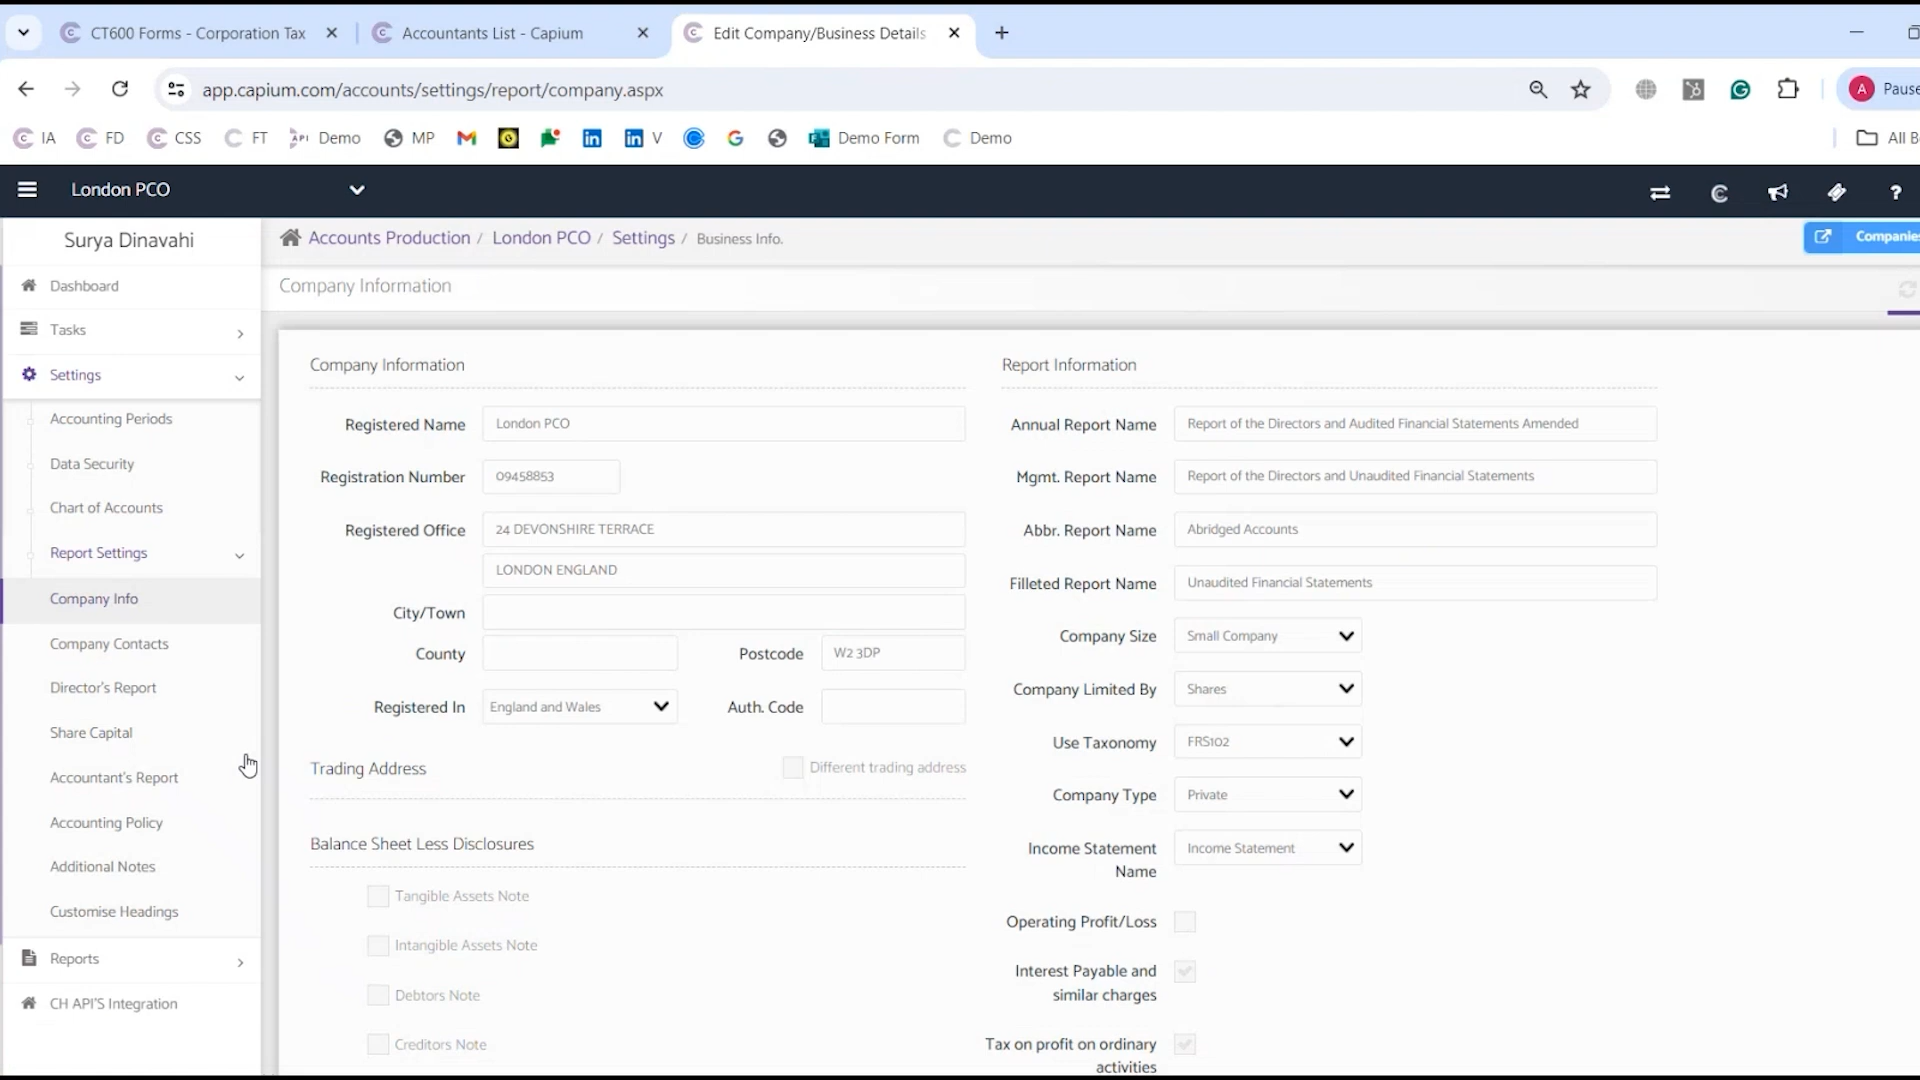 CT600 Forms - Corporation Tax
Accountants List - Capium
Edit Company/Business Details
app.capium.com/accounts/settings/report/company.aspx
A
IA
FD
CSS
FT
API Demo
MP
in
in V
G
Demo Form
Demo
London PCO
?
Surya Dinavahi
Accounts Production / London PCO / Settings / Business Info.
Dashboard
Company Information
Tasks
Settings
Accounting Periods
Data Security
Chart of Accounts
Report Settings
Company Info
Company Contacts
Director's Report
Share Capital
Accountant's Report
Accounting Policy
Additional Notes
Customise Headings
Reports
CH API'S Integration
Company Information
Registered Name London PCO
Registration Number 09458853
Registered Office 24 DEVONSHIRE TERRACE
LONDON ENGLAND
City/Town
County
Postcode W2 3DP
Registered In England and Wales
Auth. Code
Trading Address
Different trading address
Balance Sheet Less Disclosures
Tangible Assets Note
Intangible Assets Note
Debtors Note
Creditors Note
Report Information
Annual Report Name Report of the Directors and Audited Financial Statements Amended
Mgmt. Report Name Report of the Directors and Unaudited Financial Statements
Abbr. Report Name Abridged Accounts
Filleted Report Name Unaudited Financial Statements
Company Size Small Company
Company Limited By Shares
Use Taxonomy FRS102
Company Type Private
Income Statement Name Income Statement
Operating Profit/Loss
Interest Payable and
similar charges
Tax on profit on ordinary
activities